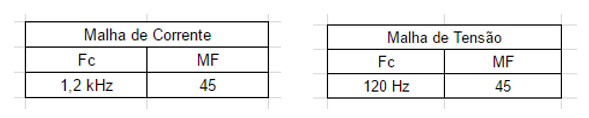 Malha de Corrente
Fc MF
1,2 kHz 45
Malha de Tensão
Fc MF
120 Hz 45